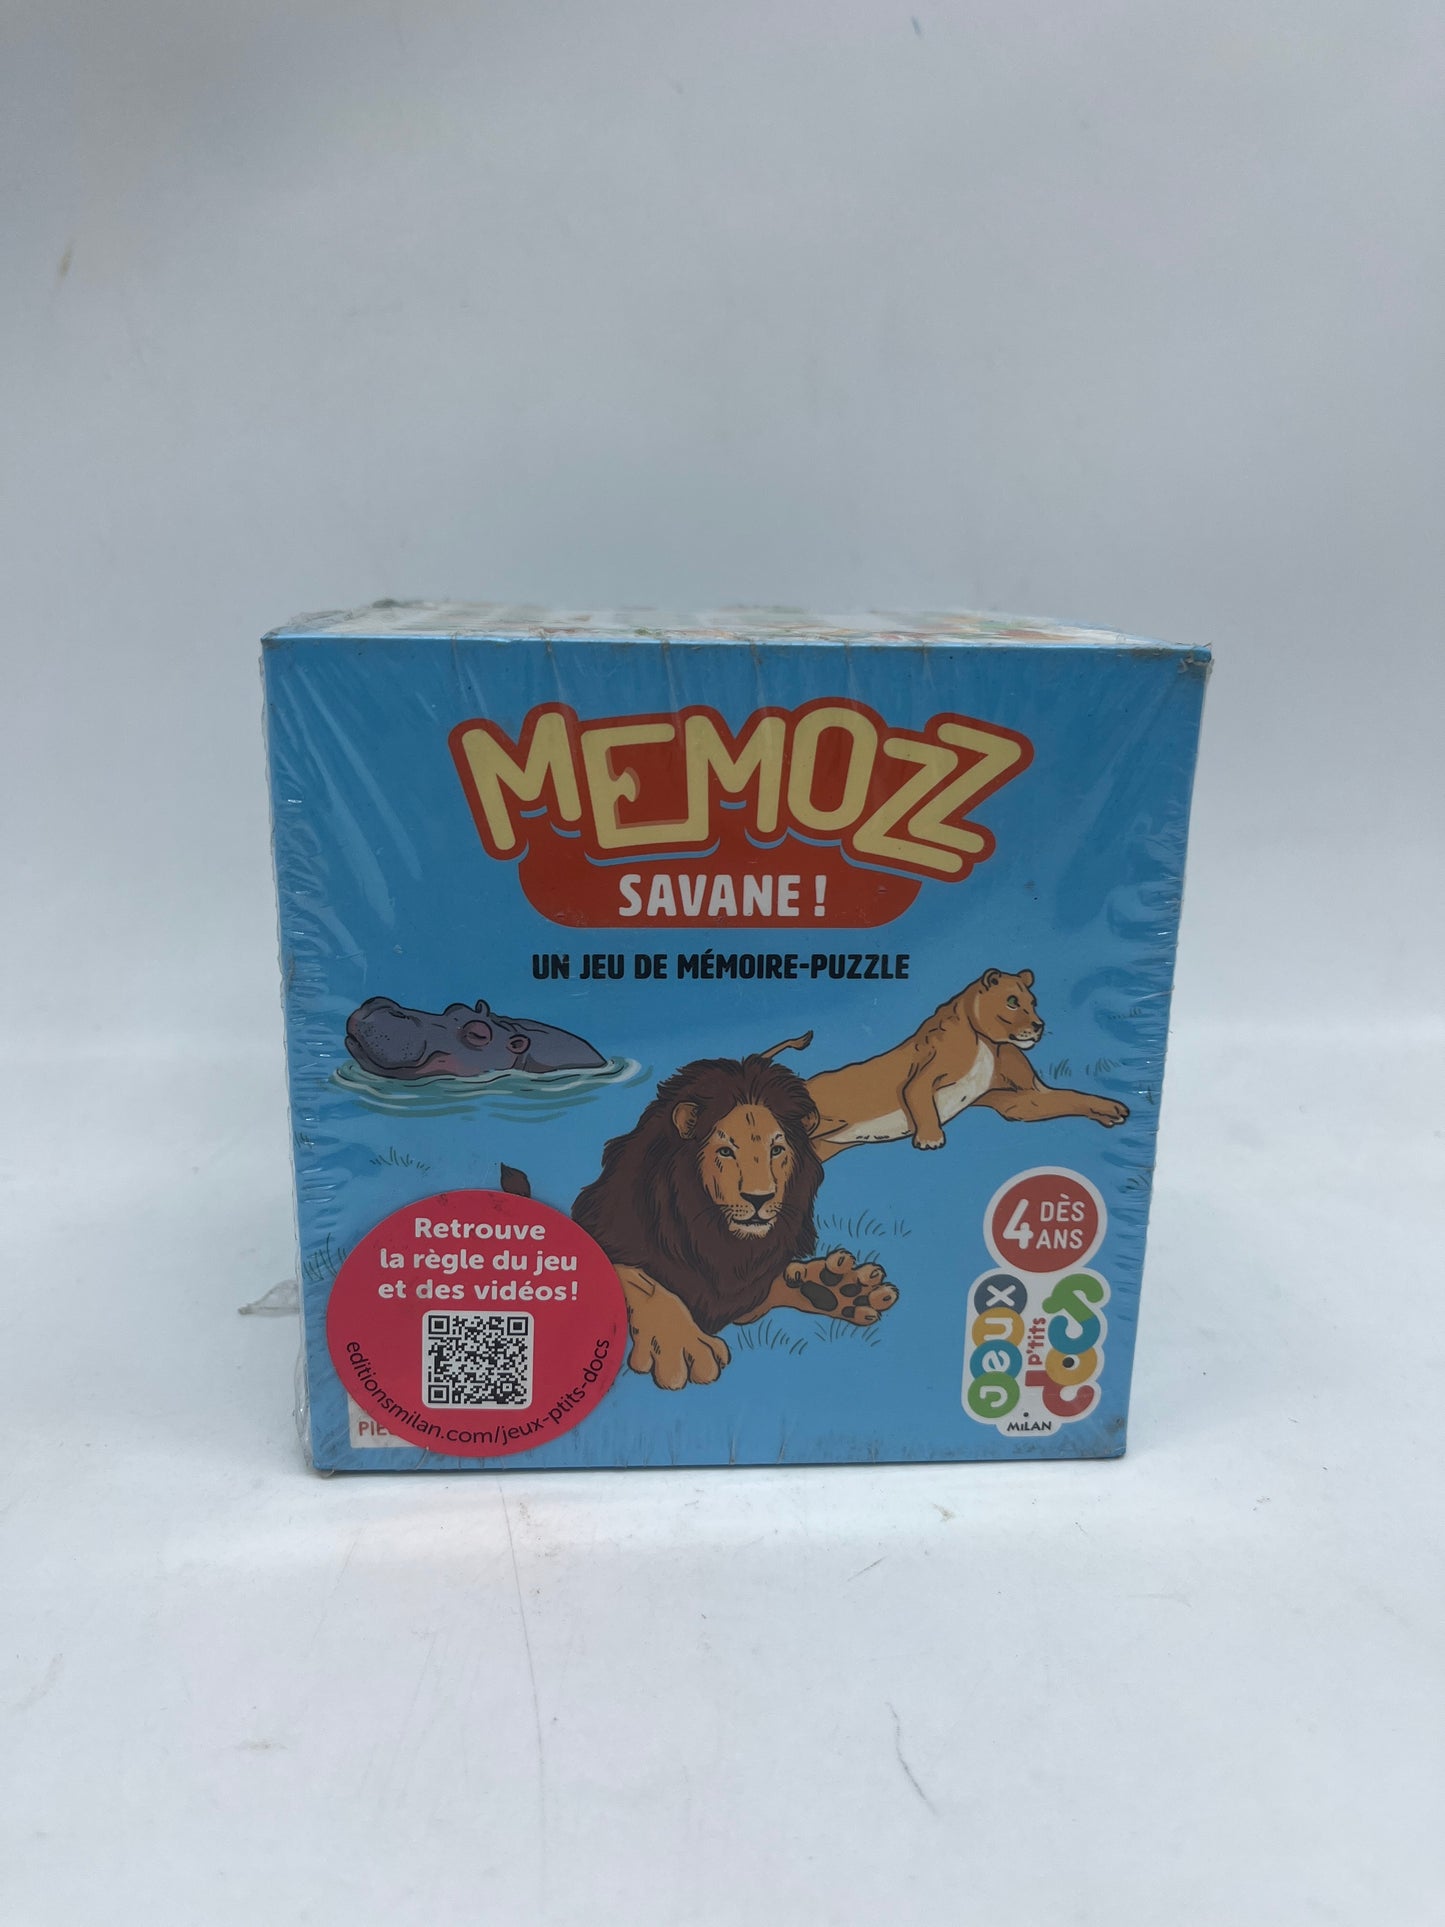 MEMOZZ
SAVANE !
UN JEU DE MÉMOIRE-PUZZLE
4 DÈS
ANS
Retrouve
la règle du jeu
et des vidéos!
editionsmilan.com/jeux-ptits-docs
Jeux
p'tits
docs
MiLAN